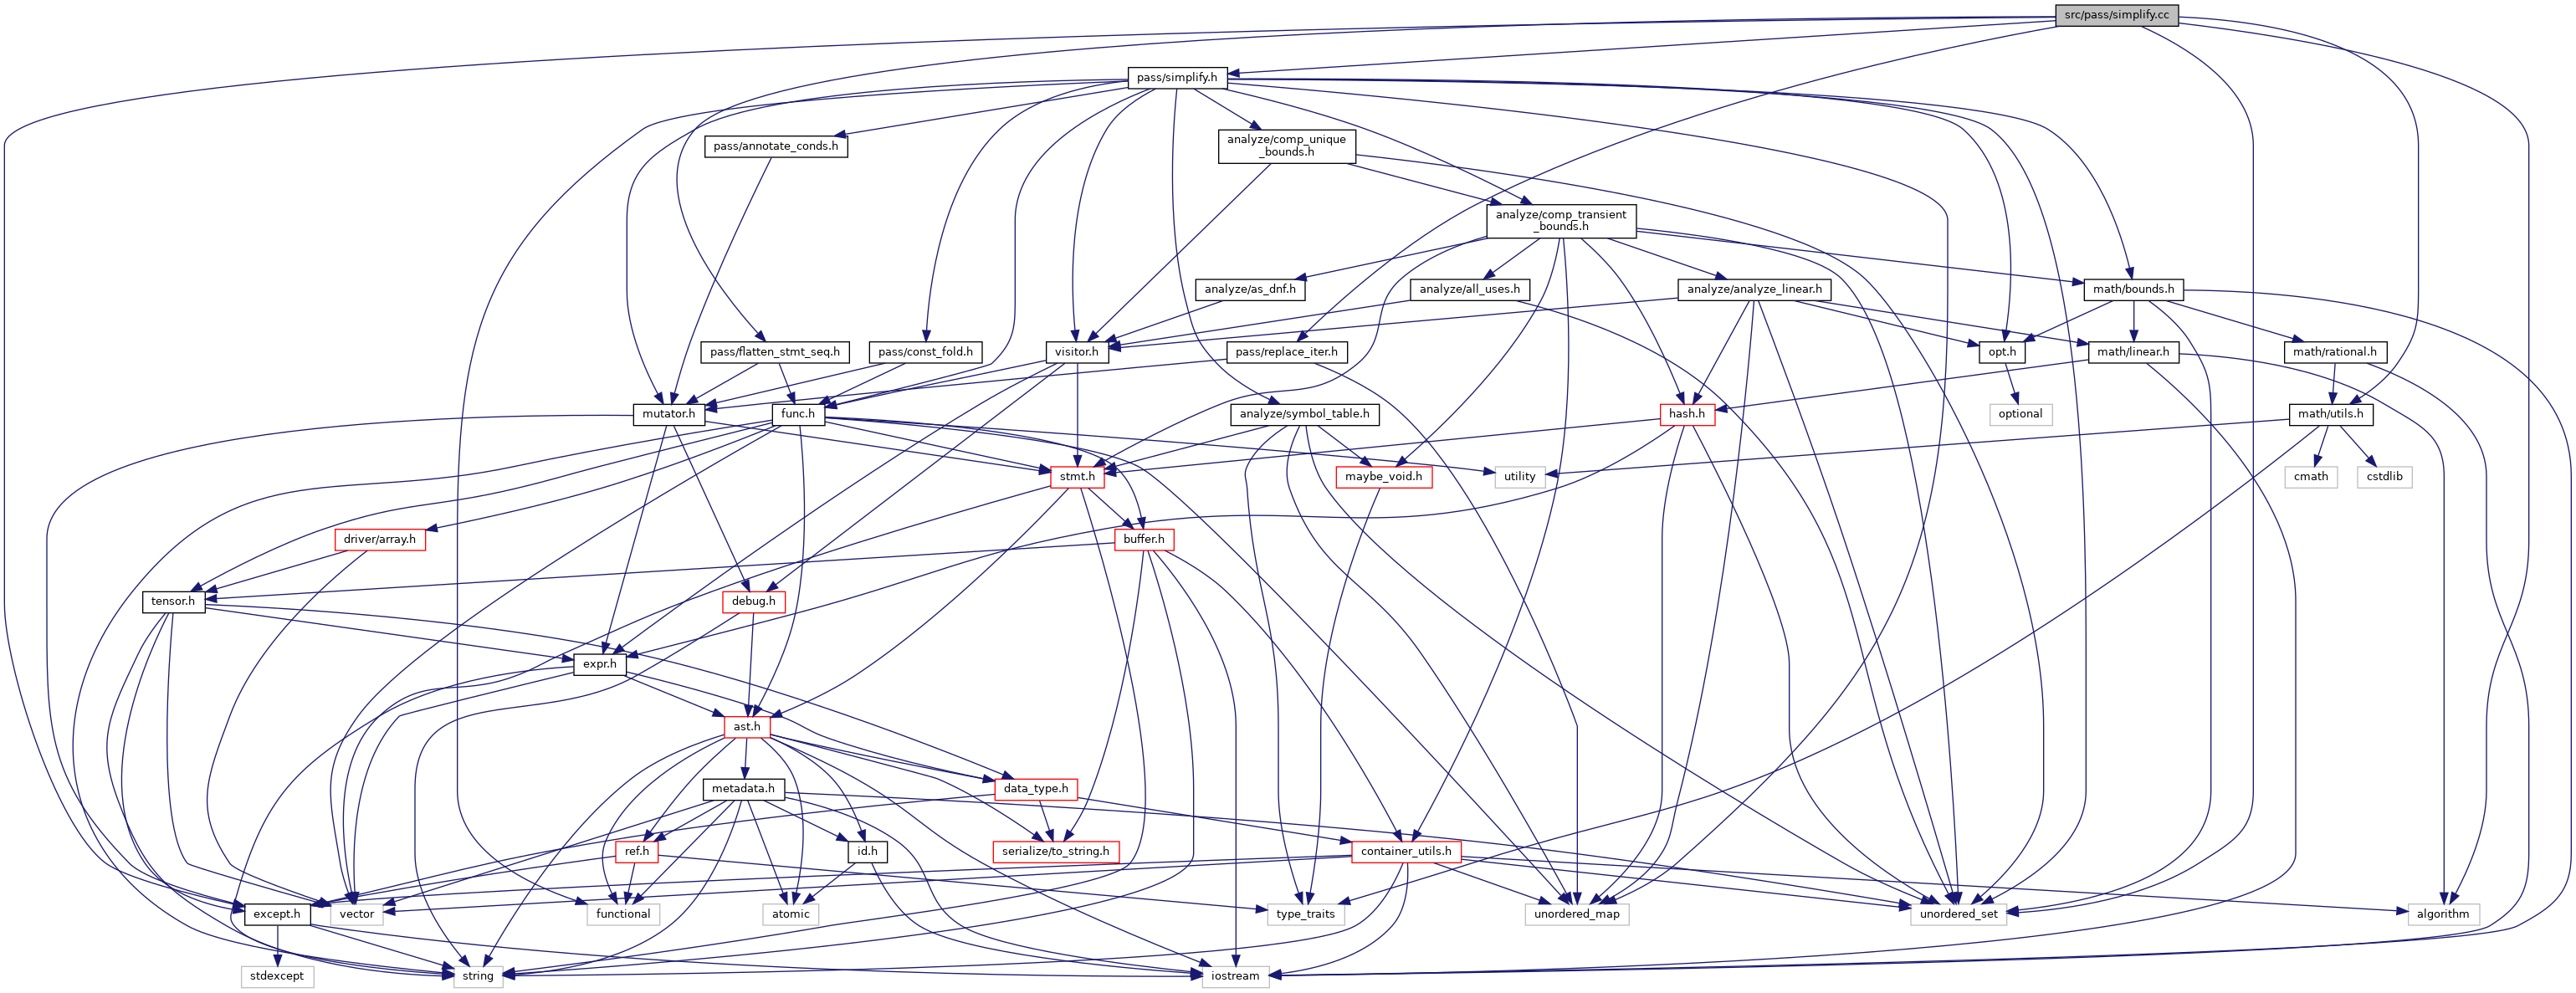 src/pass/simplify.cc
pass/simplify.h
pass/annotate_conds.h
analyze/comp_unique
_bounds.h
analyze/comp_transient
_bounds.h
analyze/as_dnf.h
analyze/all_uses.h
analyze/analyze_linear.h
math/bounds.h
pass/flatten_stmt_seq.h
pass/const_fold.h
visitor.h
pass/replace_iter.h
opt.h
math/linear.h
math/rational.h
mutator.h
func.h
analyze/symbol_table.h
hash.h
optional
math/utils.h
stmt.h
maybe_void.h
utility
cmath
cstdlib
driver/array.h
buffer.h
tensor.h
debug.h
expr.h
ast.h
metadata.h
data_type.h
ref.h
id.h
serialize/to_string.h
container_utils.h
except.h
vector
functional
atomic
type_traits
unordered_map
unordered_set
algorithm
stdexcept
string
iostream